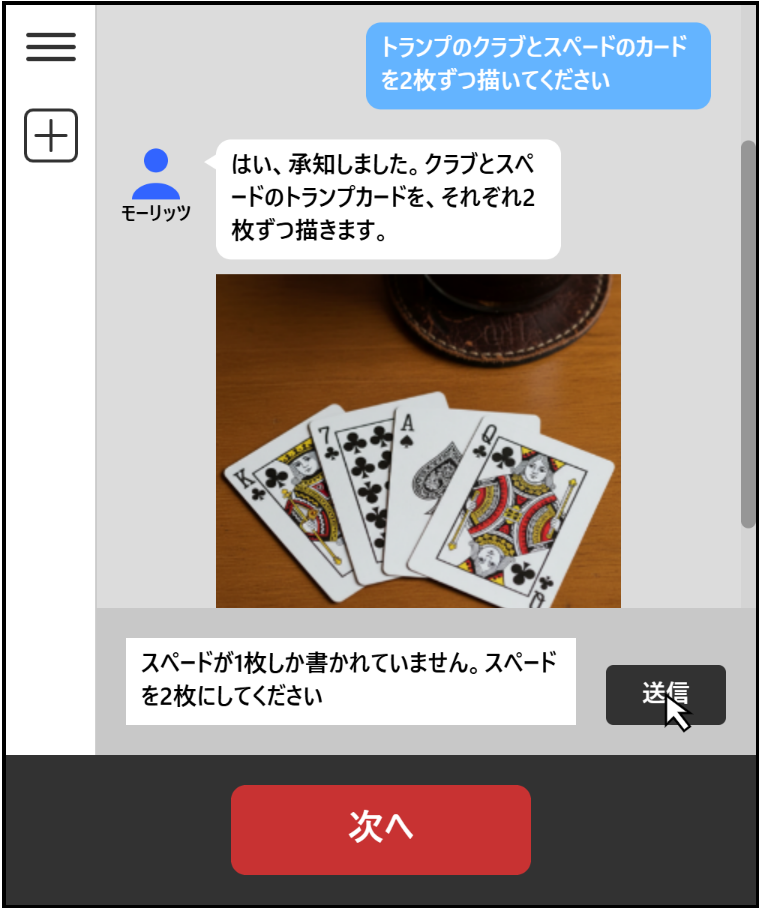 トランプのクラブとスペードのカード
を2枚ずつ描いてください
はい、承知しました。クラブとスペ
ードのトランプカードを、それぞれ2
枚ずつ描きます。
モーリッツ
K
7
A
Q
Q
スペードが1枚しか書かれていません。スペード
を2枚にしてください
送信
次へ